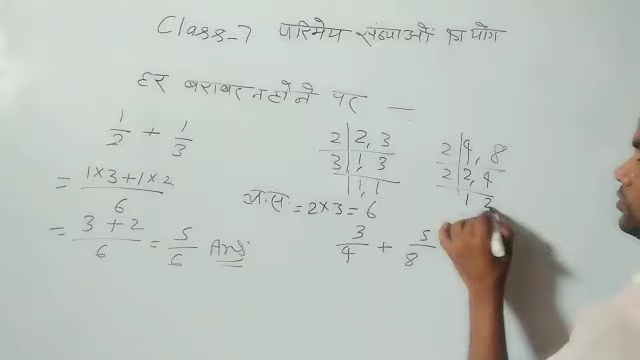 Class-7 परिमेय संख्याओं का योग
हर बराबर न होने पर —
1/2 + 1/3
= 1×3+1×2/6
= 3+2/6 = 5/6 Ans
2 | 2, 3
3 | 1, 3
| 1, 1
ल.स. = 2×3=6
2 | 4, 8
2 | 2, 4
| 1 2
3/4 + 5/8